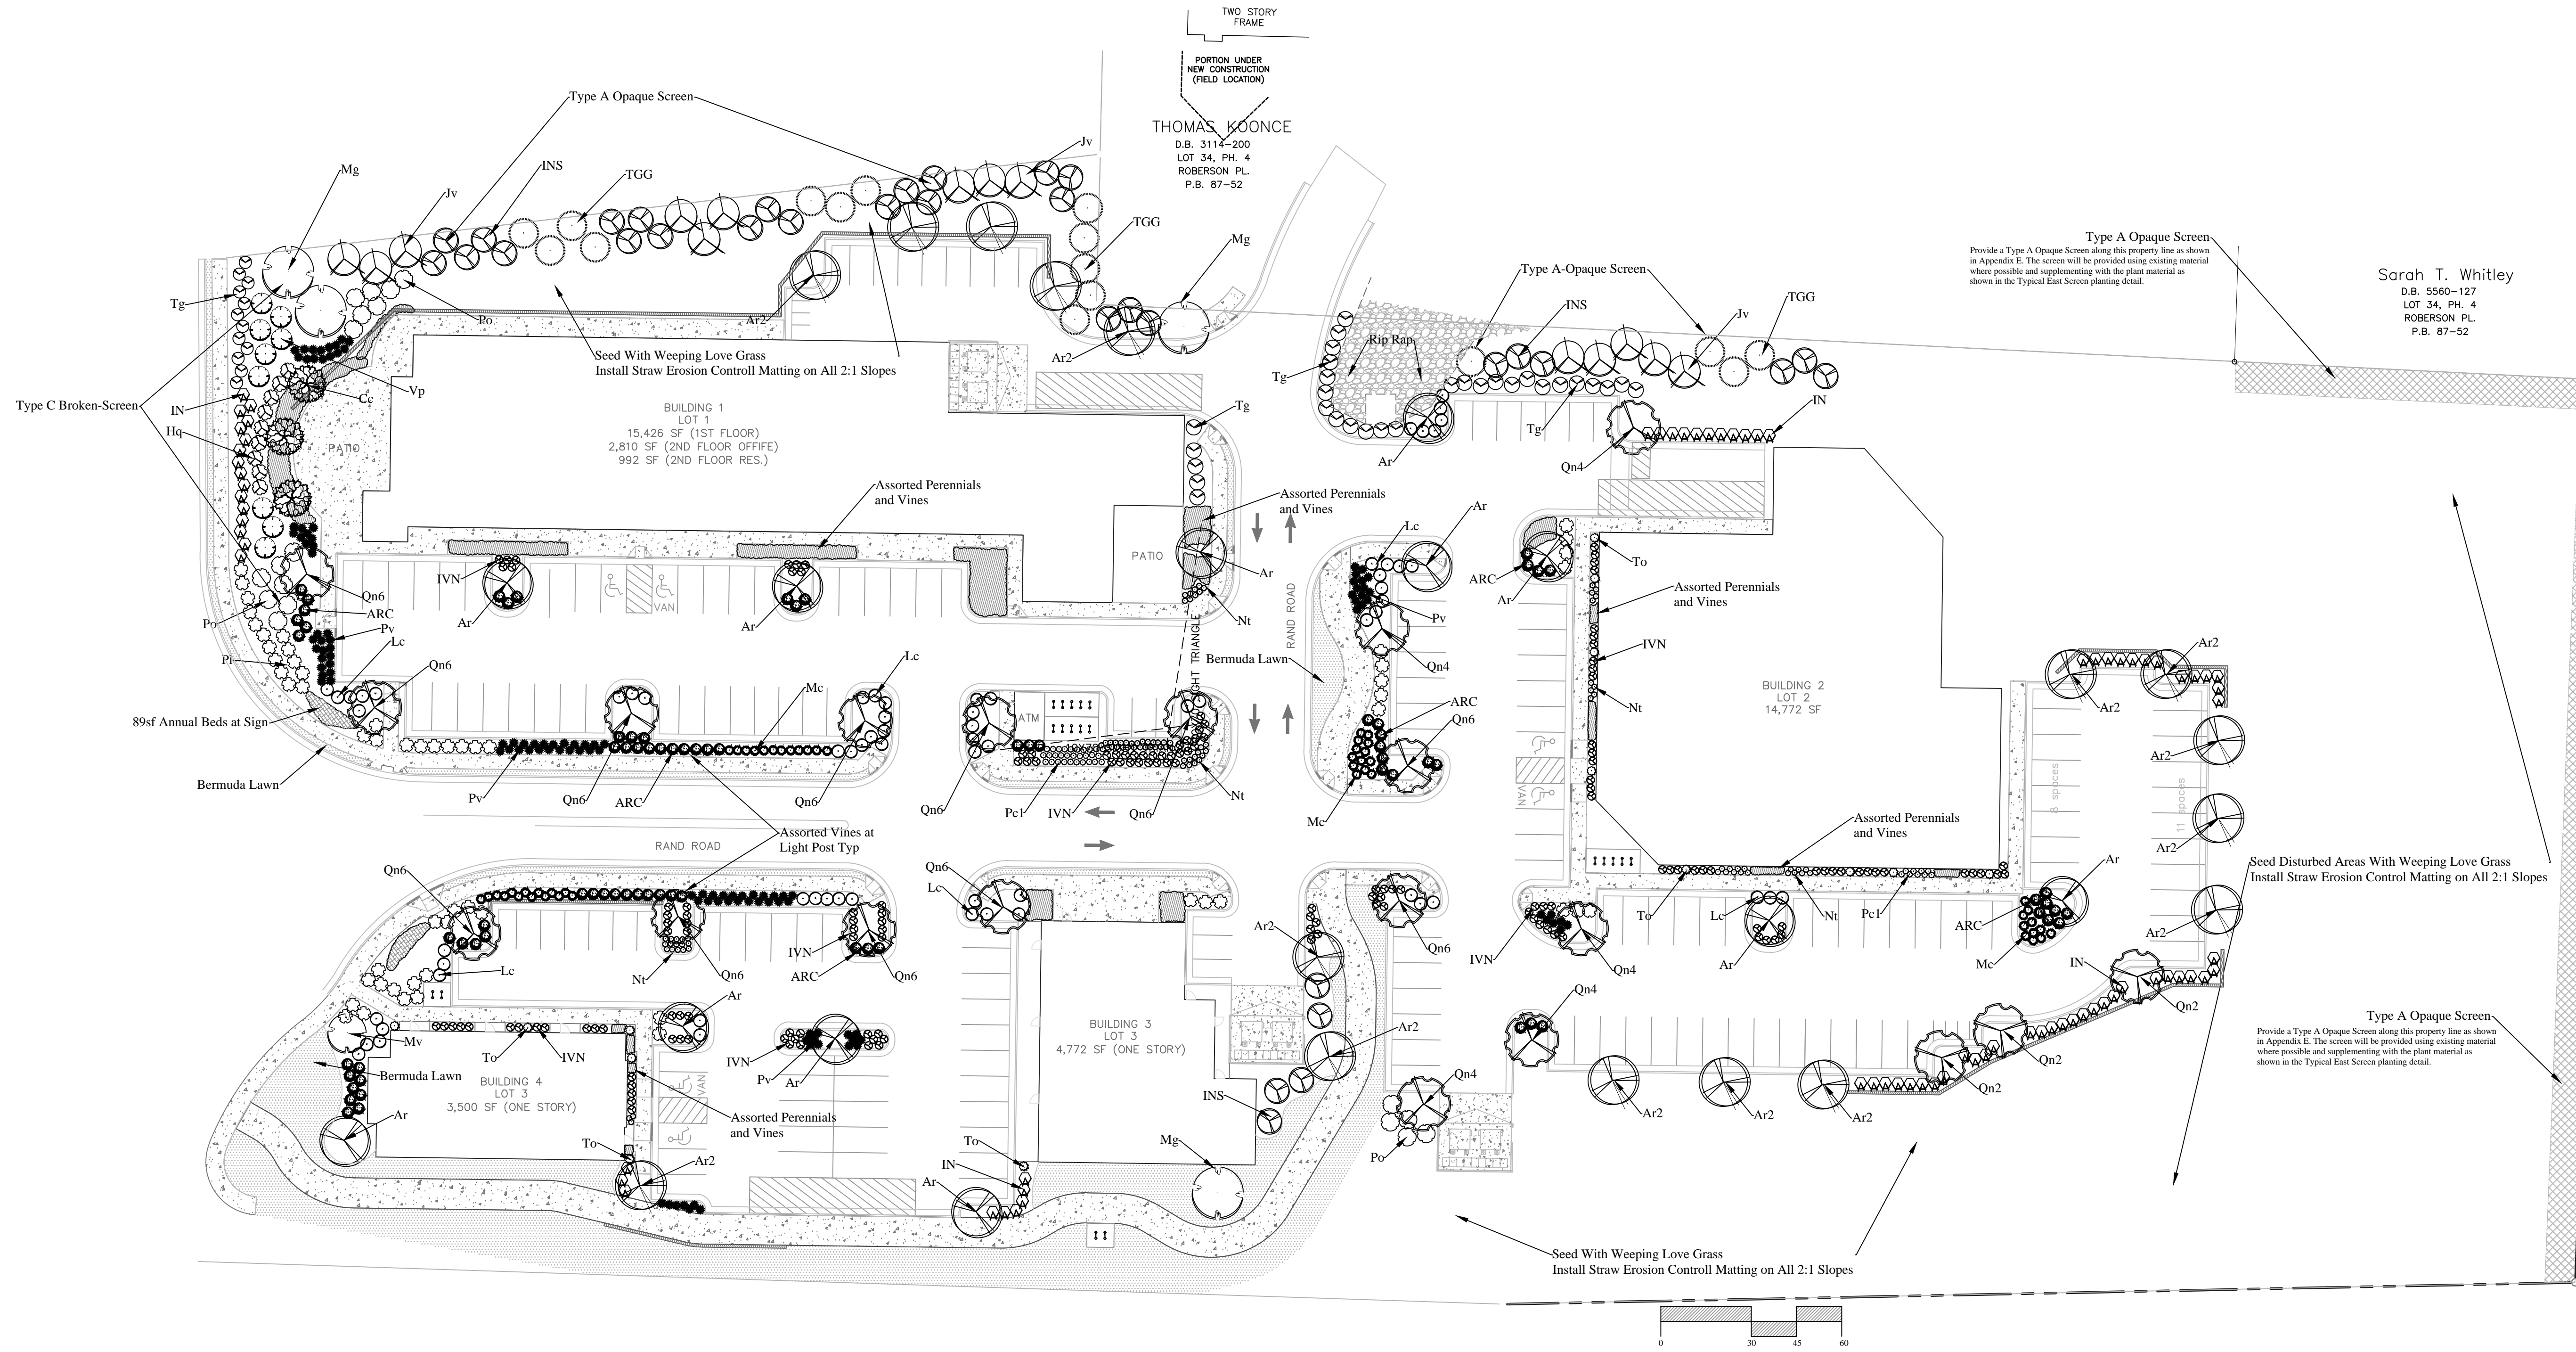 TWO STORY
FRAME
PORTION UNDER
NEW CONSTRUCTION
(FIELD LOCATION)
THOMAS KOONCE
D.B. 3114-200
LOT 34, PH. 4
ROBERSON PL.
P.B. 87-52
Type A Opaque Screen
Mg
Jv
INS
TGG
Jv
TGG
Mg
Type A Opaque Screen
Provide a Type A Opaque Screen along this property line as shown
in Appendix E. The screen will be provided using existing material
where possible and supplementing with the plant material as
shown in the Typical East Screen planting detail.
Sarah T. Whitley
D.B. 5560-127
LOT 34, PH. 4
ROBERSON PL.
P.B. 87-52
Type A-Opaque Screen
INS
Jv
TGG
Tg
Po
Ar2
Ar2
Seed With Weeping Love Grass
Install Straw Erosion Controll Matting on All 2:1 Slopes
Rip Rap
Tg
Vp
Cc
Type C Broken-Screen
IN
Hq
PATIO
BUILDING 1
LOT 1
15,426 SF (1ST FLOOR)
2,810 SF (2ND FLOOR OFFIFE)
992 SF (2ND FLOOR RES.)
Tg
IN
Tg
Ar
Qn4
Assorted Perennials
and Vines
Assorted Perennials
and Vines
Ar
Lc
PATIO
IVN
VAN
Ar
Ar
Ar
Nt
RAND ROAD
ARC
Ar
To
Assorted Perennials
and Vines
Qn6
ARC
Po
Pv
Lc
Pl
Qn6
Lc
Mc
GHT TRIANGLE
Bermuda Lawn
Pv
Qn4
IVN
Nt
BUILDING 2
LOT 2
14,772 SF
Ar2
Ar2
89sf Annual Beds at Sign
ATM
ARC
Qn6
VAN
Ar2
Bermuda Lawn
Pv
Qn6
ARC
Qn6
Qn6
Pc1
IVN
Qn6
Nt
Mc
8 spaces
11 spaces
Ar2
Assorted Vines at
Light Post Typ
RAND ROAD
Assorted Perennials
and Vines
Seed Disturbed Areas With Weeping Love Grass
Install Straw Erosion Control Matting on All 2:1 Slopes
Qn6
Qn6
Lc
Ar
To
Lc
Nt
Pc1
ARC
Ar2
Ar2
IVN
ARC
Nt
Qn6
Qn6
Lc
Qn6
IVN
Qn4
Ar
Mc
IN
Qn2
Ar
Mv
To
IVN
IVN
Pv
Ar
BUILDING 3
LOT 3
4,772 SF (ONE STORY)
Ar2
Qn4
Qn2
Type A Opaque Screen
Provide a Type A Opaque Screen along this property line as shown
in Appendix E. The screen will be provided using existing material
where possible and supplementing with the plant material as
shown in the Typical East Screen planting detail.
Bermuda Lawn
BUILDING 4
LOT 3
3,500 SF (ONE STORY)
VAN
INS
Qn4
Qn2
Ar
Assorted Perennials
and Vines
Ar2
Ar2
Ar2
To
Ar2
To
IN
Ar
Mg
Po
Seed With Weeping Love Grass
Install Straw Erosion Controll Matting on All 2:1 Slopes
0 30 45 60